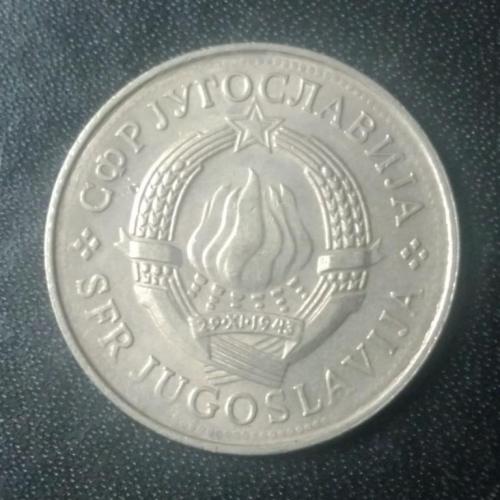 СФР ЈУГОСЛАВИЈА
29·XI·1943
SFR JUGOSLAVIJA